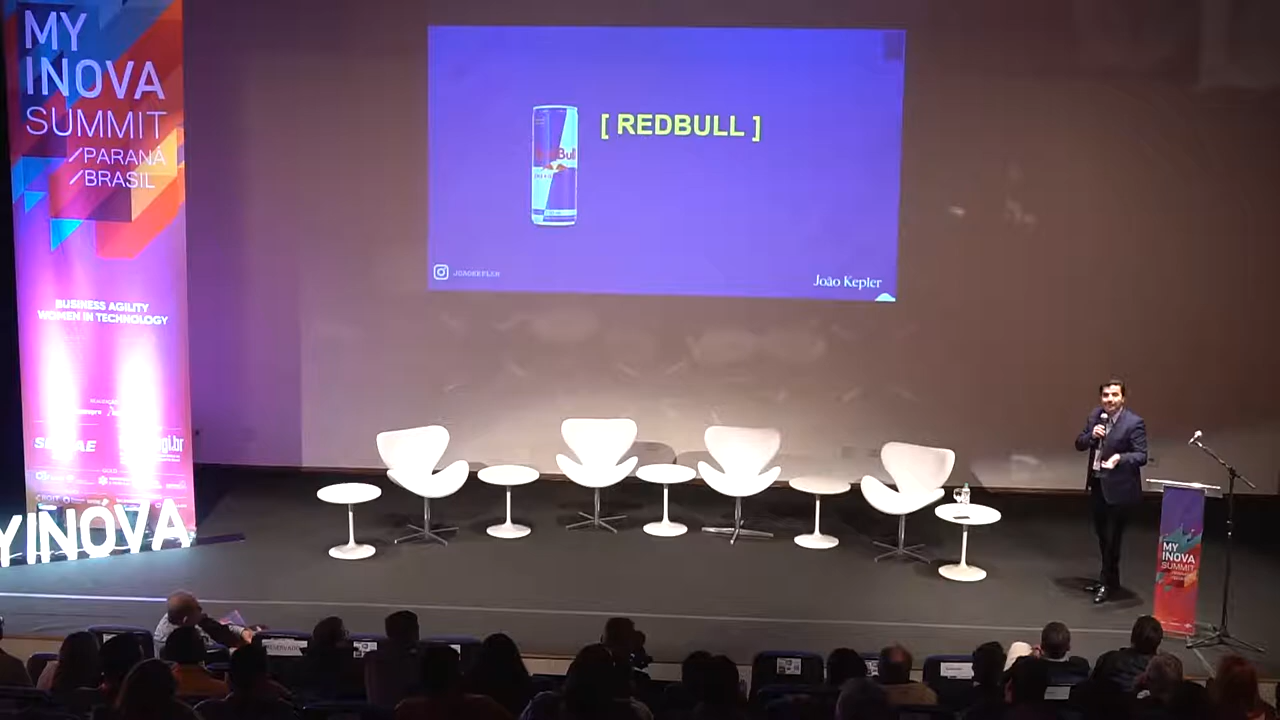 MY
INOVA
SUMMIT
/PARANÁ
/BRASIL
BUSINESS AGILITY
WOMEN IN TECHNOLOGY
[ REDBULL ]
Red Bull
JOAOKEPLER
João Kepler
YINOVA
MY
INOVA
SUMMIT